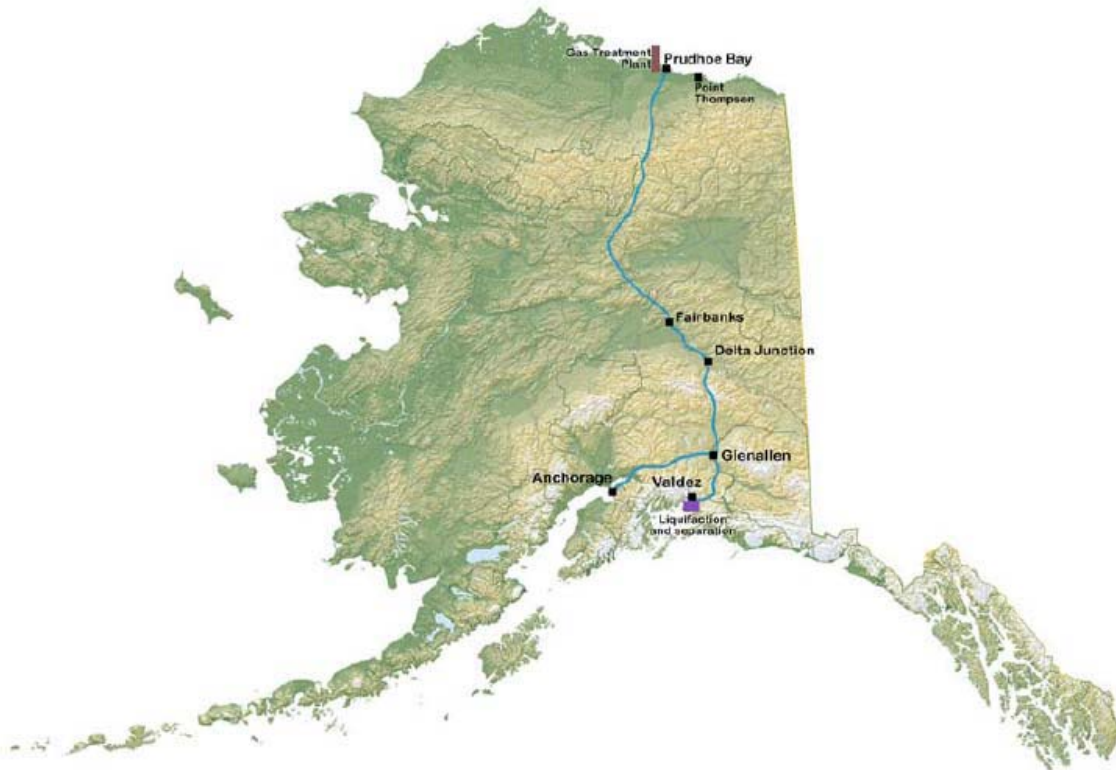 Gas Treatment
Plant
Prudhoe Bay
Point
Thompson
Fairbanks
Delta Junction
Glenallen
Anchorage
Valdez
Liquifaction
and separation